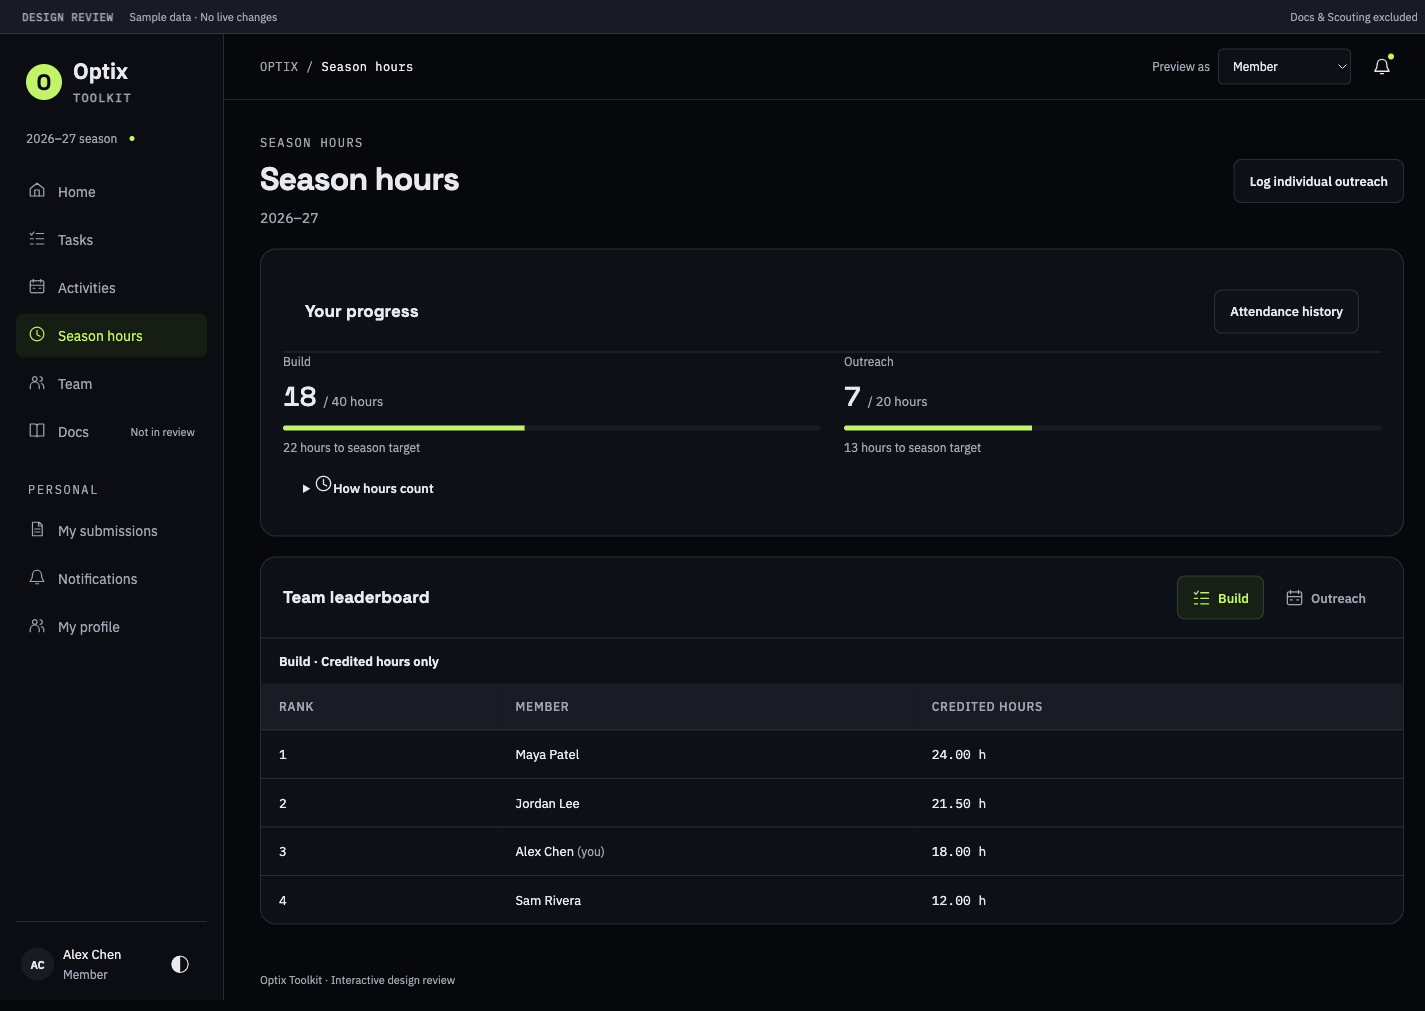 DESIGN REVIEW Sample data · No live changes Docs & Scouting excluded
O Optix
TOOLKIT
2026–27 season
Home
Tasks
Activities
Season hours
Team
Docs Not in review
PERSONAL
My submissions
Notifications
My profile
AC Alex Chen
Member
OPTIX / Season hours Preview as Member
SEASON HOURS
Season hours
2026–27
Log individual outreach
Your progress Attendance history
Build
18 / 40 hours
22 hours to season target
Outreach
7 / 20 hours
13 hours to season target
How hours count
Team leaderboard Build Outreach
Build · Credited hours only
RANK MEMBER CREDITED HOURS
1 Maya Patel 24.00 h
2 Jordan Lee 21.50 h
3 Alex Chen (you) 18.00 h
4 Sam Rivera 12.00 h
Optix Toolkit · Interactive design review